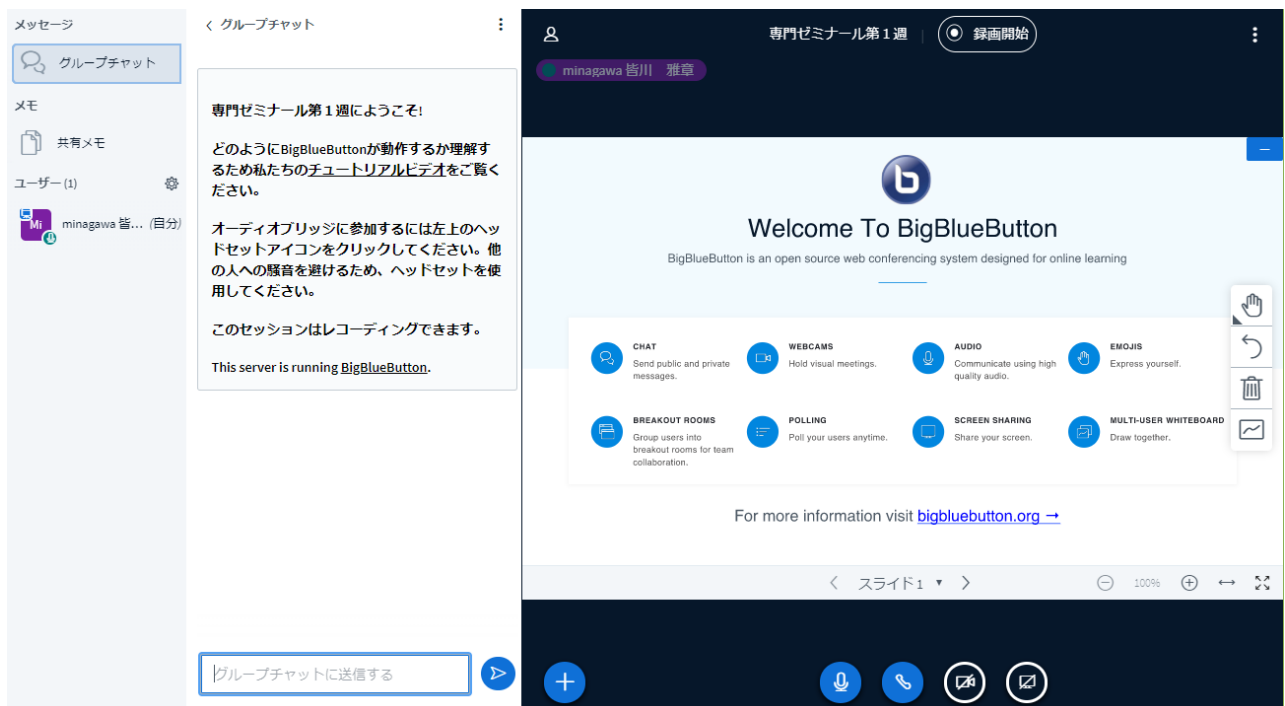 メッセージ
グループチャット
メモ
共有メモ
ユーザー (1)
Mi
minagawa 皆... (自分)
グループチャット
専門ゼミナール第１週にようこそ!
どのようにBigBlueButtonが動作するか理解す
るため私たちのチュートリアルビデオをご覧く
ださい。
オーディオブリッジに参加するには左上のヘッ
ドセットアイコンをクリックしてください。他
の人への騒音を避けるため、ヘッドセットを使
用してください。
このセッションはレコーディングできます。
This server is running BigBlueButton.
グループチャットに送信する
専門ゼミナール第１週
録画開始
minagawa 皆川　雅章
Welcome To BigBlueButton
BigBlueButton is an open source web conferencing system designed for online learning
CHAT
Send public and private
messages.
WEBCAMS
Hold visual meetings.
AUDIO
Communicate using high
quality audio.
EMOJIS
Express yourself.
BREAKOUT ROOMS
Group users into
breakout rooms for team
collaboration.
POLLING
Poll your users anytime.
SCREEN SHARING
Share your screen.
MULTI-USER WHITEBOARD
Draw together.
For more information visit bigbluebutton.org →
スライド 1
100%